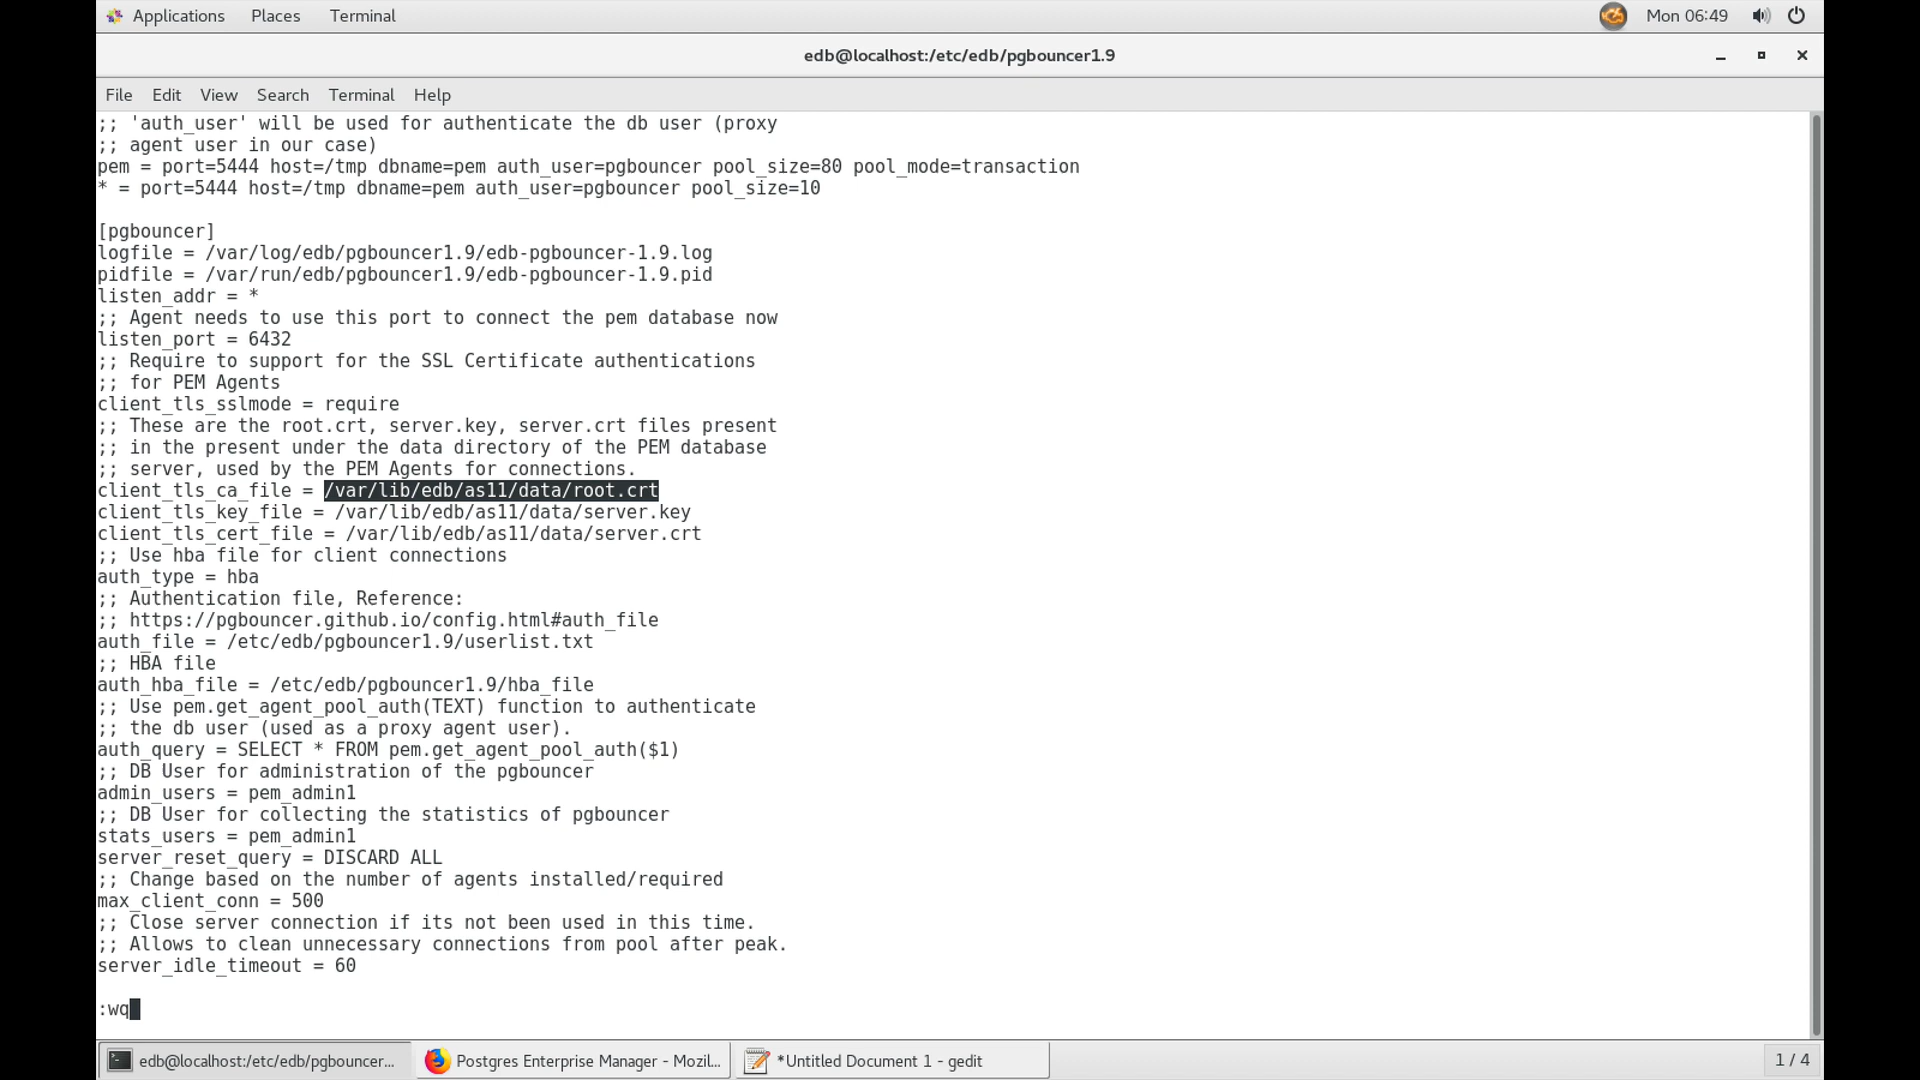 Applications Places Terminal Mon 06:49
edb@localhost:/etc/edb/pgbouncer1.9
File Edit View Search Terminal Help
;; 'auth_user' will be used for authenticate the db user (proxy
;; agent user in our case)
pem = port=5444 host=/tmp dbname=pem auth_user=pgbouncer pool_size=80 pool_mode=transaction
* = port=5444 host=/tmp dbname=pem auth_user=pgbouncer pool_size=10
[pgbouncer]
logfile = /var/log/edb/pgbouncer1.9/edb-pgbouncer-1.9.log
pidfile = /var/run/edb/pgbouncer1.9/edb-pgbouncer-1.9.pid
listen_addr = *
;; Agent needs to use this port to connect the pem database now
listen_port = 6432
;; Require to support for the SSL Certificate authentications
;; for PEM Agents
client_tls_sslmode = require
;; These are the root.crt, server.key, server.crt files present
;; in the present under the data directory of the PEM database
;; server, used by the PEM Agents for connections.
client_tls_ca_file = /var/lib/edb/as11/data/root.crt
client_tls_key_file = /var/lib/edb/as11/data/server.key
client_tls_cert_file = /var/lib/edb/as11/data/server.crt
;; Use hba file for client connections
auth_type = hba
;; Authentication file, Reference:
;; https://pgbouncer.github.io/config.html#auth_file
auth_file = /etc/edb/pgbouncer1.9/userlist.txt
;; HBA file
auth_hba_file = /etc/edb/pgbouncer1.9/hba_file
;; Use pem.get_agent_pool_auth(TEXT) function to authenticate
;; the db user (used as a proxy agent user).
auth_query = SELECT * FROM pem.get_agent_pool_auth($1)
;; DB User for administration of the pgbouncer
admin_users = pem_admin1
;; DB User for collecting the statistics of pgbouncer
stats_users = pem_admin1
server_reset_query = DISCARD ALL
;; Change based on the number of agents installed/required
max_client_conn = 500
;; Close server connection if its not been used in this time.
;; Allows to clean unnecessary connections from pool after peak.
server_idle_timeout = 60
:wq
edb@localhost:/etc/edb/pgbouncer... Postgres Enterprise Manager - Mozil... *Untitled Document 1 - gedit 1 / 4